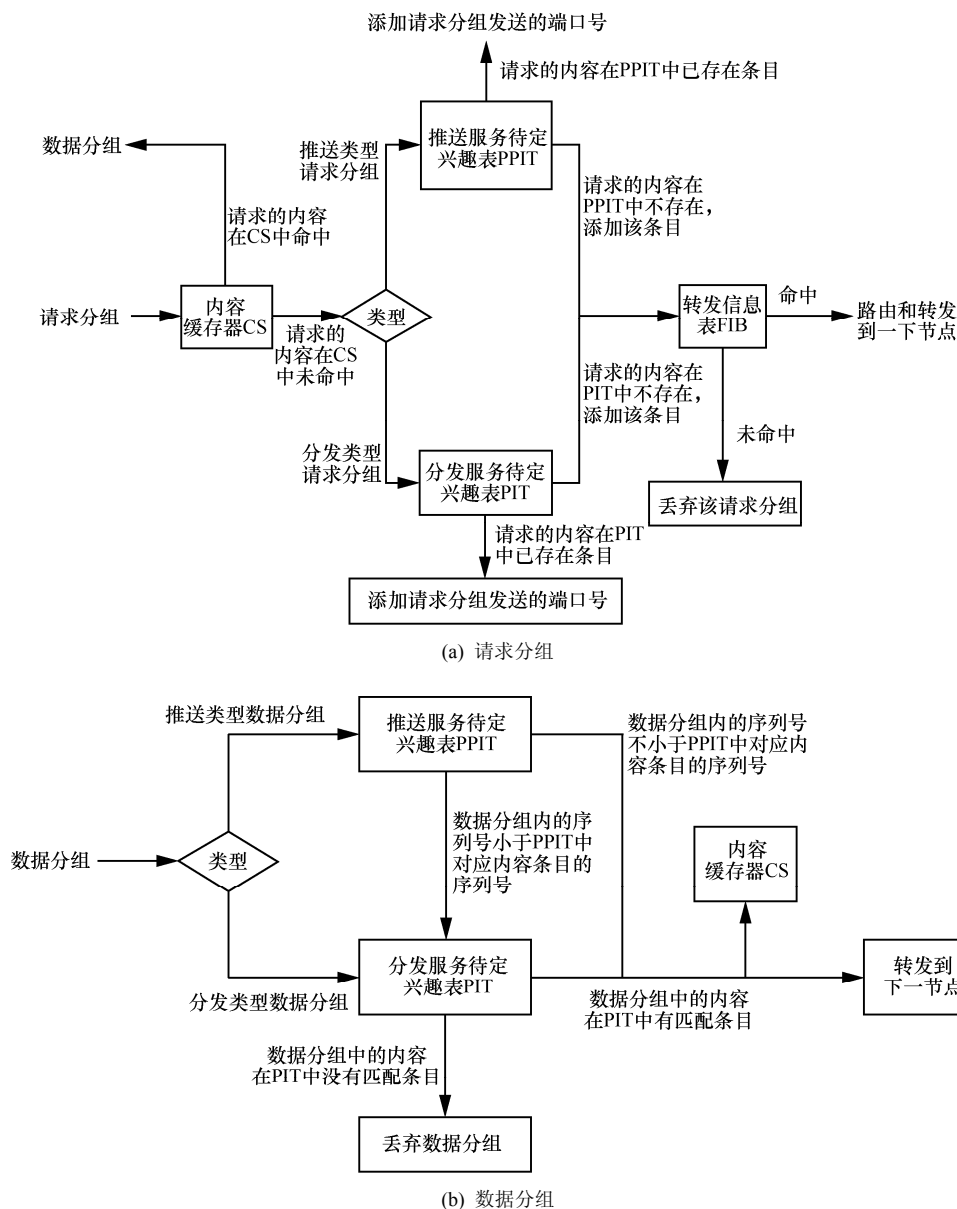 添加请求分组发送的端口号
请求的内容在PPIT中已存在条目
推送服务待定
兴趣表PPIT
数据分组
推送类型
请求分组
请求的内容在
PPIT中不存在，
添加该条目
请求的内容
在CS中命中
请求分组
内容
缓存器CS
类型
请求的
内容在CS
中未命中
转发信息
表FIB
命中
路由和转发
到一下节点
请求的内容在
PIT中不存在，
添加该条目
未命中
分发类型
请求分组
分发服务待定
兴趣表PIT
丢弃该请求分组
请求的内容在PIT
中已存在条目
添加请求分组发送的端口号
(a) 请求分组
推送类型数据分组
推送服务待定
兴趣表PPIT
数据分组内的序列号
不小于PPIT中对应内
容条目的序列号
数据分组内的序
列号小于PPIT中
对应内容条目的
序列号
数据分组
类型
内容
缓存器CS
分发服务待定
兴趣表PIT
分发类型数据分组
转发到
下一节点
数据分组中的内容
在PIT中有匹配条目
数据分组中的内容
在PIT中没有匹配条目
丢弃数据分组
(b) 数据分组